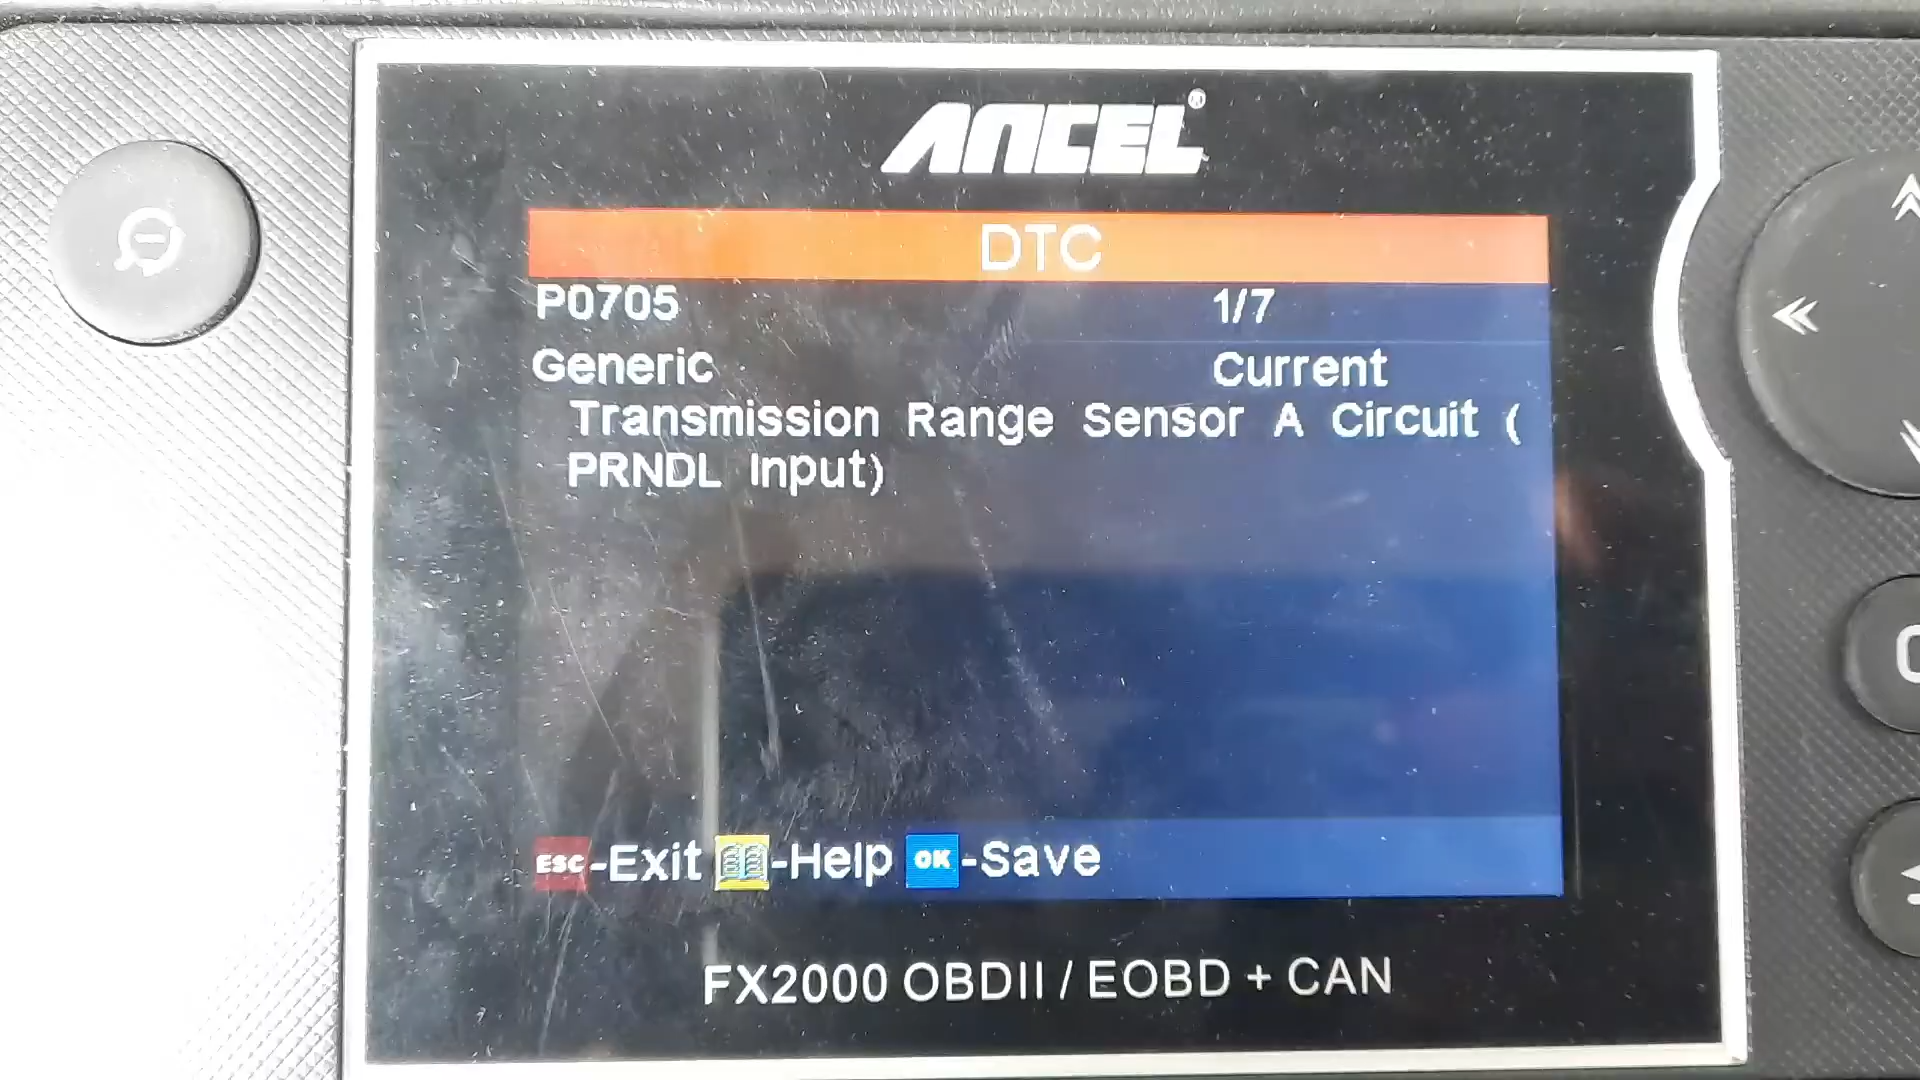 ANCEL®
DTC
P0705 1/7
Generic Current
Transmission Range Sensor A Circuit (
PRNDL Input)
ESC-Exit -Help OK-Save
FX2000 OBDII / EOBD + CAN